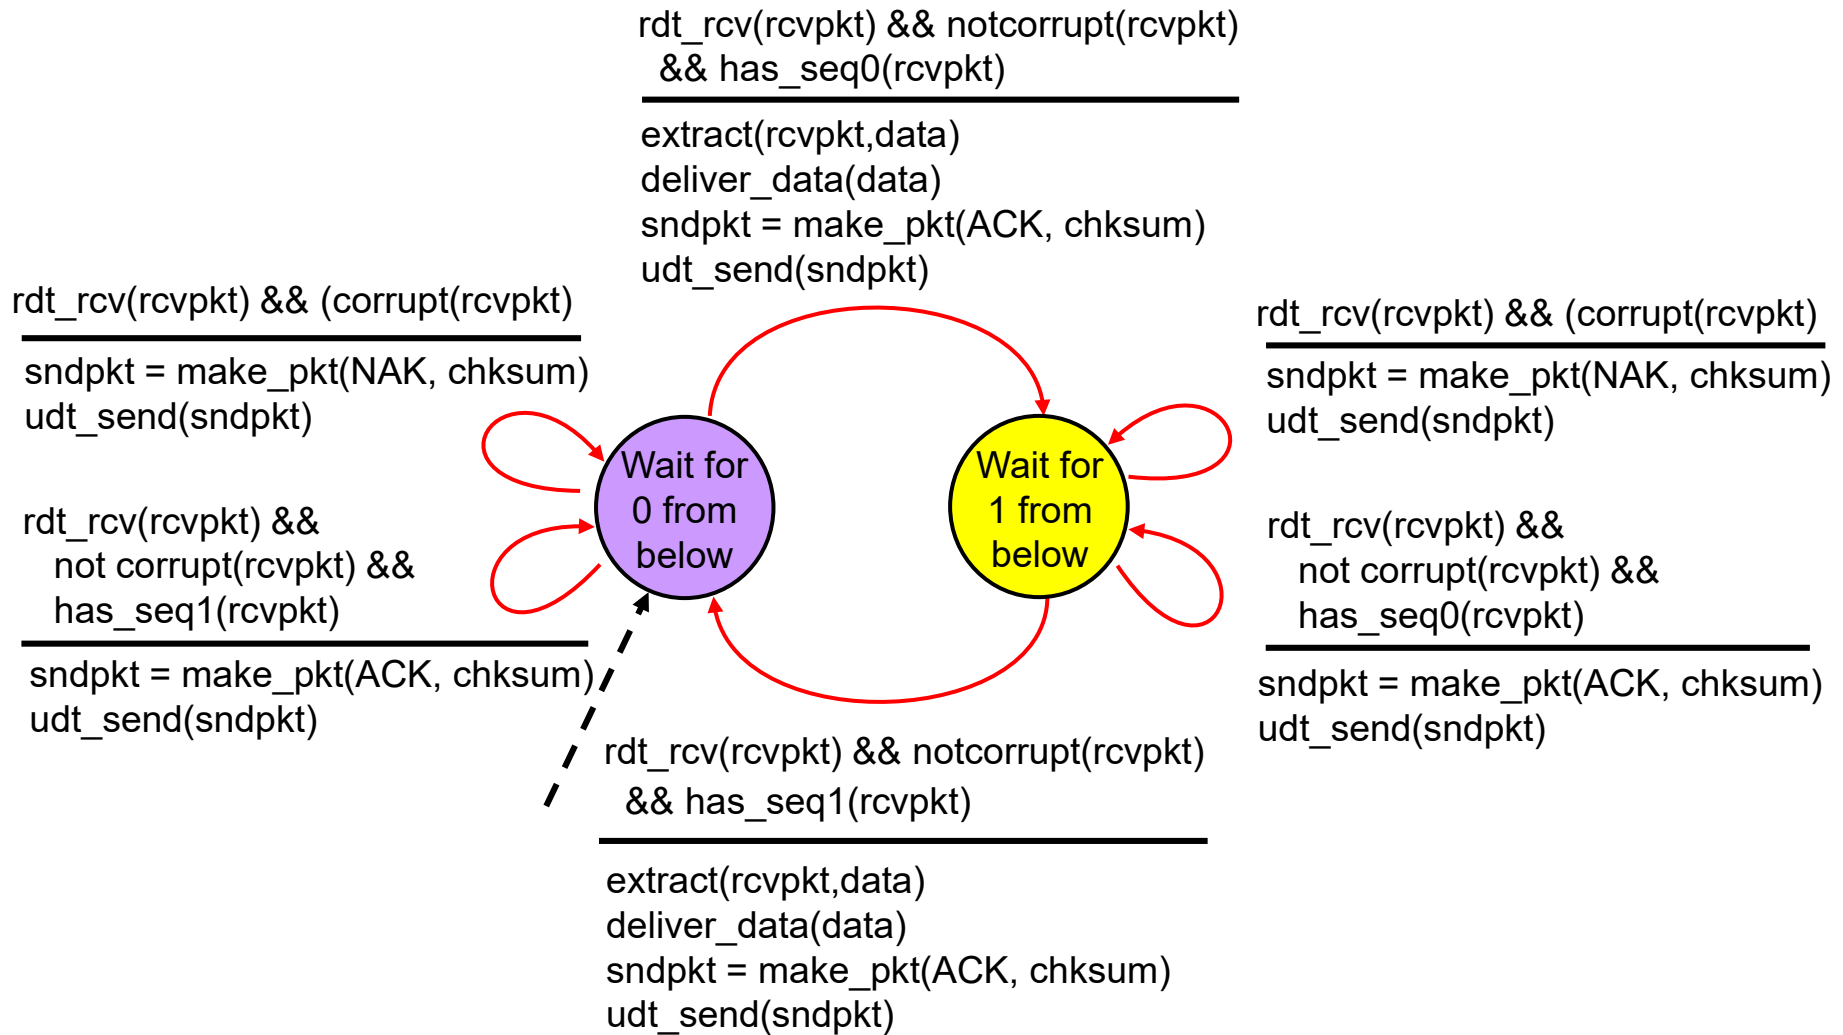 rdt_rcv(rcvpkt) && notcorrupt(rcvpkt)
&& has_seq0(rcvpkt)
extract(rcvpkt,data)
deliver_data(data)
sndpkt = make_pkt(ACK, chksum)
udt_send(sndpkt)
rdt_rcv(rcvpkt) && (corrupt(rcvpkt)
sndpkt = make_pkt(NAK, chksum)
udt_send(sndpkt)
rdt_rcv(rcvpkt) &&
not corrupt(rcvpkt) &&
has_seq1(rcvpkt)
sndpkt = make_pkt(ACK, chksum)
udt_send(sndpkt)
Wait for
0 from
below
Wait for
1 from
below
rdt_rcv(rcvpkt) && (corrupt(rcvpkt)
sndpkt = make_pkt(NAK, chksum)
udt_send(sndpkt)
rdt_rcv(rcvpkt) &&
not corrupt(rcvpkt) &&
has_seq0(rcvpkt)
sndpkt = make_pkt(ACK, chksum)
udt_send(sndpkt)
rdt_rcv(rcvpkt) && notcorrupt(rcvpkt)
&& has_seq1(rcvpkt)
extract(rcvpkt,data)
deliver_data(data)
sndpkt = make_pkt(ACK, chksum)
udt_send(sndpkt)